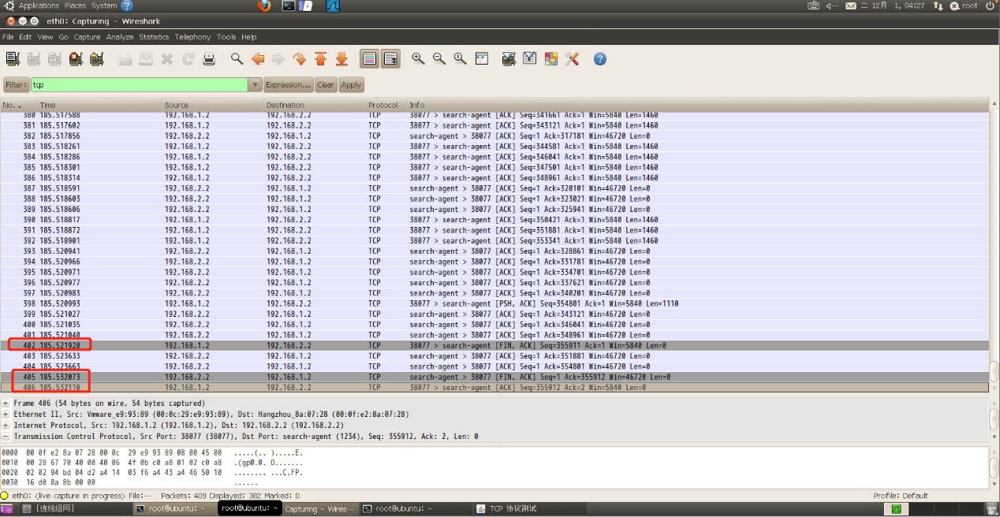 Applications Places System 二 12月 1, 04:27 root
eth0: Capturing - Wireshark
File Edit View Go Capture Analyze Statistics Telephony Tools Help
Filter: tcp Expression... Clear Apply
No. . Time Source Destination Protocol Info
380 185.517588 192.168.1.2 192.168.2.2 TCP 38077 > search-agent [ACK] Seq=341661 Ack=1 Win=5840 Len=1460
381 185.517602 192.168.1.2 192.168.2.2 TCP 38077 > search-agent [ACK] Seq=343121 Ack=1 Win=5840 Len=1460
382 185.517856 192.168.2.2 192.168.1.2 TCP search-agent > 38077 [ACK] Seq=1 Ack=317181 Win=46720 Len=0
383 185.518261 192.168.1.2 192.168.2.2 TCP 38077 > search-agent [ACK] Seq=344581 Ack=1 Win=5840 Len=1460
384 185.518286 192.168.1.2 192.168.2.2 TCP 38077 > search-agent [ACK] Seq=346041 Ack=1 Win=5840 Len=1460
385 185.518301 192.168.1.2 192.168.2.2 TCP 38077 > search-agent [ACK] Seq=347501 Ack=1 Win=5840 Len=1460
386 185.518314 192.168.1.2 192.168.2.2 TCP 38077 > search-agent [ACK] Seq=348961 Ack=1 Win=5840 Len=1460
387 185.518591 192.168.2.2 192.168.1.2 TCP search-agent > 38077 [ACK] Seq=1 Ack=320101 Win=46720 Len=0
388 185.518603 192.168.2.2 192.168.1.2 TCP search-agent > 38077 [ACK] Seq=1 Ack=323021 Win=46720 Len=0
389 185.518606 192.168.2.2 192.168.1.2 TCP search-agent > 38077 [ACK] Seq=1 Ack=325941 Win=46720 Len=0
390 185.518817 192.168.1.2 192.168.2.2 TCP 38077 > search-agent [ACK] Seq=350421 Ack=1 Win=5840 Len=1460
391 185.518872 192.168.1.2 192.168.2.2 TCP 38077 > search-agent [ACK] Seq=351881 Ack=1 Win=5840 Len=1460
392 185.518901 192.168.1.2 192.168.2.2 TCP 38077 > search-agent [ACK] Seq=353341 Ack=1 Win=5840 Len=1460
393 185.520941 192.168.2.2 192.168.1.2 TCP search-agent > 38077 [ACK] Seq=1 Ack=328861 Win=46720 Len=0
394 185.520966 192.168.2.2 192.168.1.2 TCP search-agent > 38077 [ACK] Seq=1 Ack=331781 Win=46720 Len=0
395 185.520971 192.168.2.2 192.168.1.2 TCP search-agent > 38077 [ACK] Seq=1 Ack=334701 Win=46720 Len=0
396 185.520977 192.168.2.2 192.168.1.2 TCP search-agent > 38077 [ACK] Seq=1 Ack=337621 Win=46720 Len=0
397 185.520983 192.168.2.2 192.168.1.2 TCP search-agent > 38077 [ACK] Seq=1 Ack=340201 Win=46720 Len=0
398 185.520993 192.168.1.2 192.168.2.2 TCP 38077 > search-agent [PSH, ACK] Seq=354801 Ack=1 Win=5840 Len=1110
399 185.521027 192.168.2.2 192.168.1.2 TCP search-agent > 38077 [ACK] Seq=1 Ack=343121 Win=46720 Len=0
400 185.521035 192.168.2.2 192.168.1.2 TCP search-agent > 38077 [ACK] Seq=1 Ack=346041 Win=46720 Len=0
401 185.521040 192.168.2.2 192.168.1.2 TCP search-agent > 38077 [ACK] Seq=1 Ack=348961 Win=46720 Len=0
402 185.521920 192.168.1.2 192.168.2.2 TCP 38077 > search-agent [FIN, ACK] Seq=355911 Ack=1 Win=5840 Len=0
403 185.523633 192.168.2.2 192.168.1.2 TCP search-agent > 38077 [ACK] Seq=1 Ack=351881 Win=46720 Len=0
404 185.523663 192.168.2.2 192.168.1.2 TCP search-agent > 38077 [ACK] Seq=1 Ack=354801 Win=46720 Len=0
405 185.532073 192.168.2.2 192.168.1.2 TCP search-agent > 38077 [FIN, ACK] Seq=1 Ack=355912 Win=46720 Len=0
406 185.532110 192.168.1.2 192.168.2.2 TCP 38077 > search-agent [ACK] Seq=355912 Ack=2 Win=5840 Len=0
Frame 406 (54 bytes on wire, 54 bytes captured)
Ethernet II, Src: Vmware_e9:93:89 (00:0c:29:e9:93:89), Dst: Hangzhou_8a:07:28 (00:0f:e2:8a:07:28)
Internet Protocol, Src: 192.168.1.2 (192.168.1.2), Dst: 192.168.2.2 (192.168.2.2)
Transmission Control Protocol, Src Port: 38077 (38077), Dst Port: search-agent (1234), Seq: 355912, Ack: 2, Len: 0
0000 00 0f e2 8a 07 28 00 0c 29 e9 93 89 08 00 45 00 .....(.. ).....E.
0010 00 28 67 70 40 00 40 06 4f 0b c0 a8 01 02 c0 a8 .(gp@.@. O.......
0020 02 02 94 bd 04 d2 a4 14 03 f6 a4 43 a4 46 50 10 ........ ...C.FP.
0030 16 d0 8a 8b 00 00 ......
eth0: <live capture in progress> File:··· Packets: 409 Displayed: 382 Marked: 0 Profile: Default
[连线组网] root@ubuntu: ~ root@ubuntu: ~ Capturing - Wires··· root@ubuntu: ~ TCP 协议测试